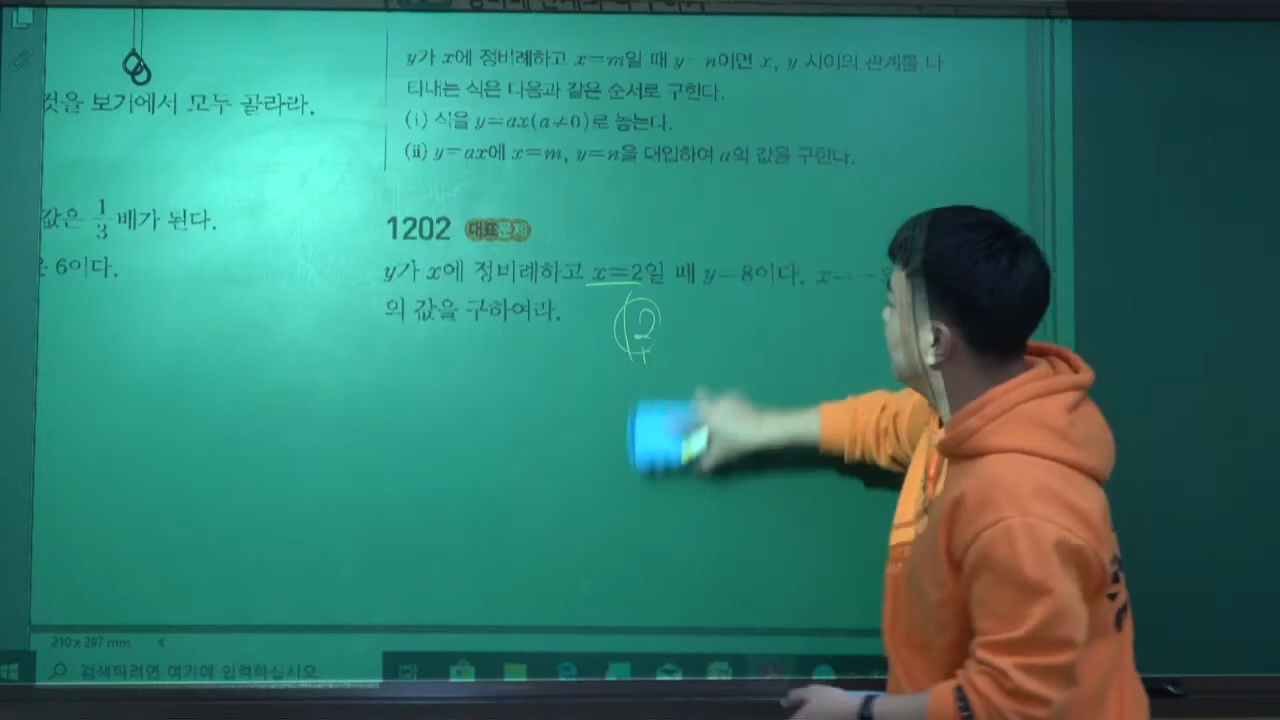 것을 보기에서 모두 골라라.
값은 1/3 배가 된다.
6이다.
y가 x에 정비례하고 x=m일 때 y=n이면 x, y 사이의 관계를 나
타내는 식은 다음과 같은 순서로 구한다.
(i) 식을 y=ax(a≠0)로 놓는다.
(ii) y=ax에 x=m, y=n을 대입하여 a의 값을 구한다.
1202 대표문제
y가 x에 정비례하고 x=2일 때 y=8이다. x=-
의 값을 구하여라.
2
210 x 297 mm
검색하려면 여기에 입력하십시오